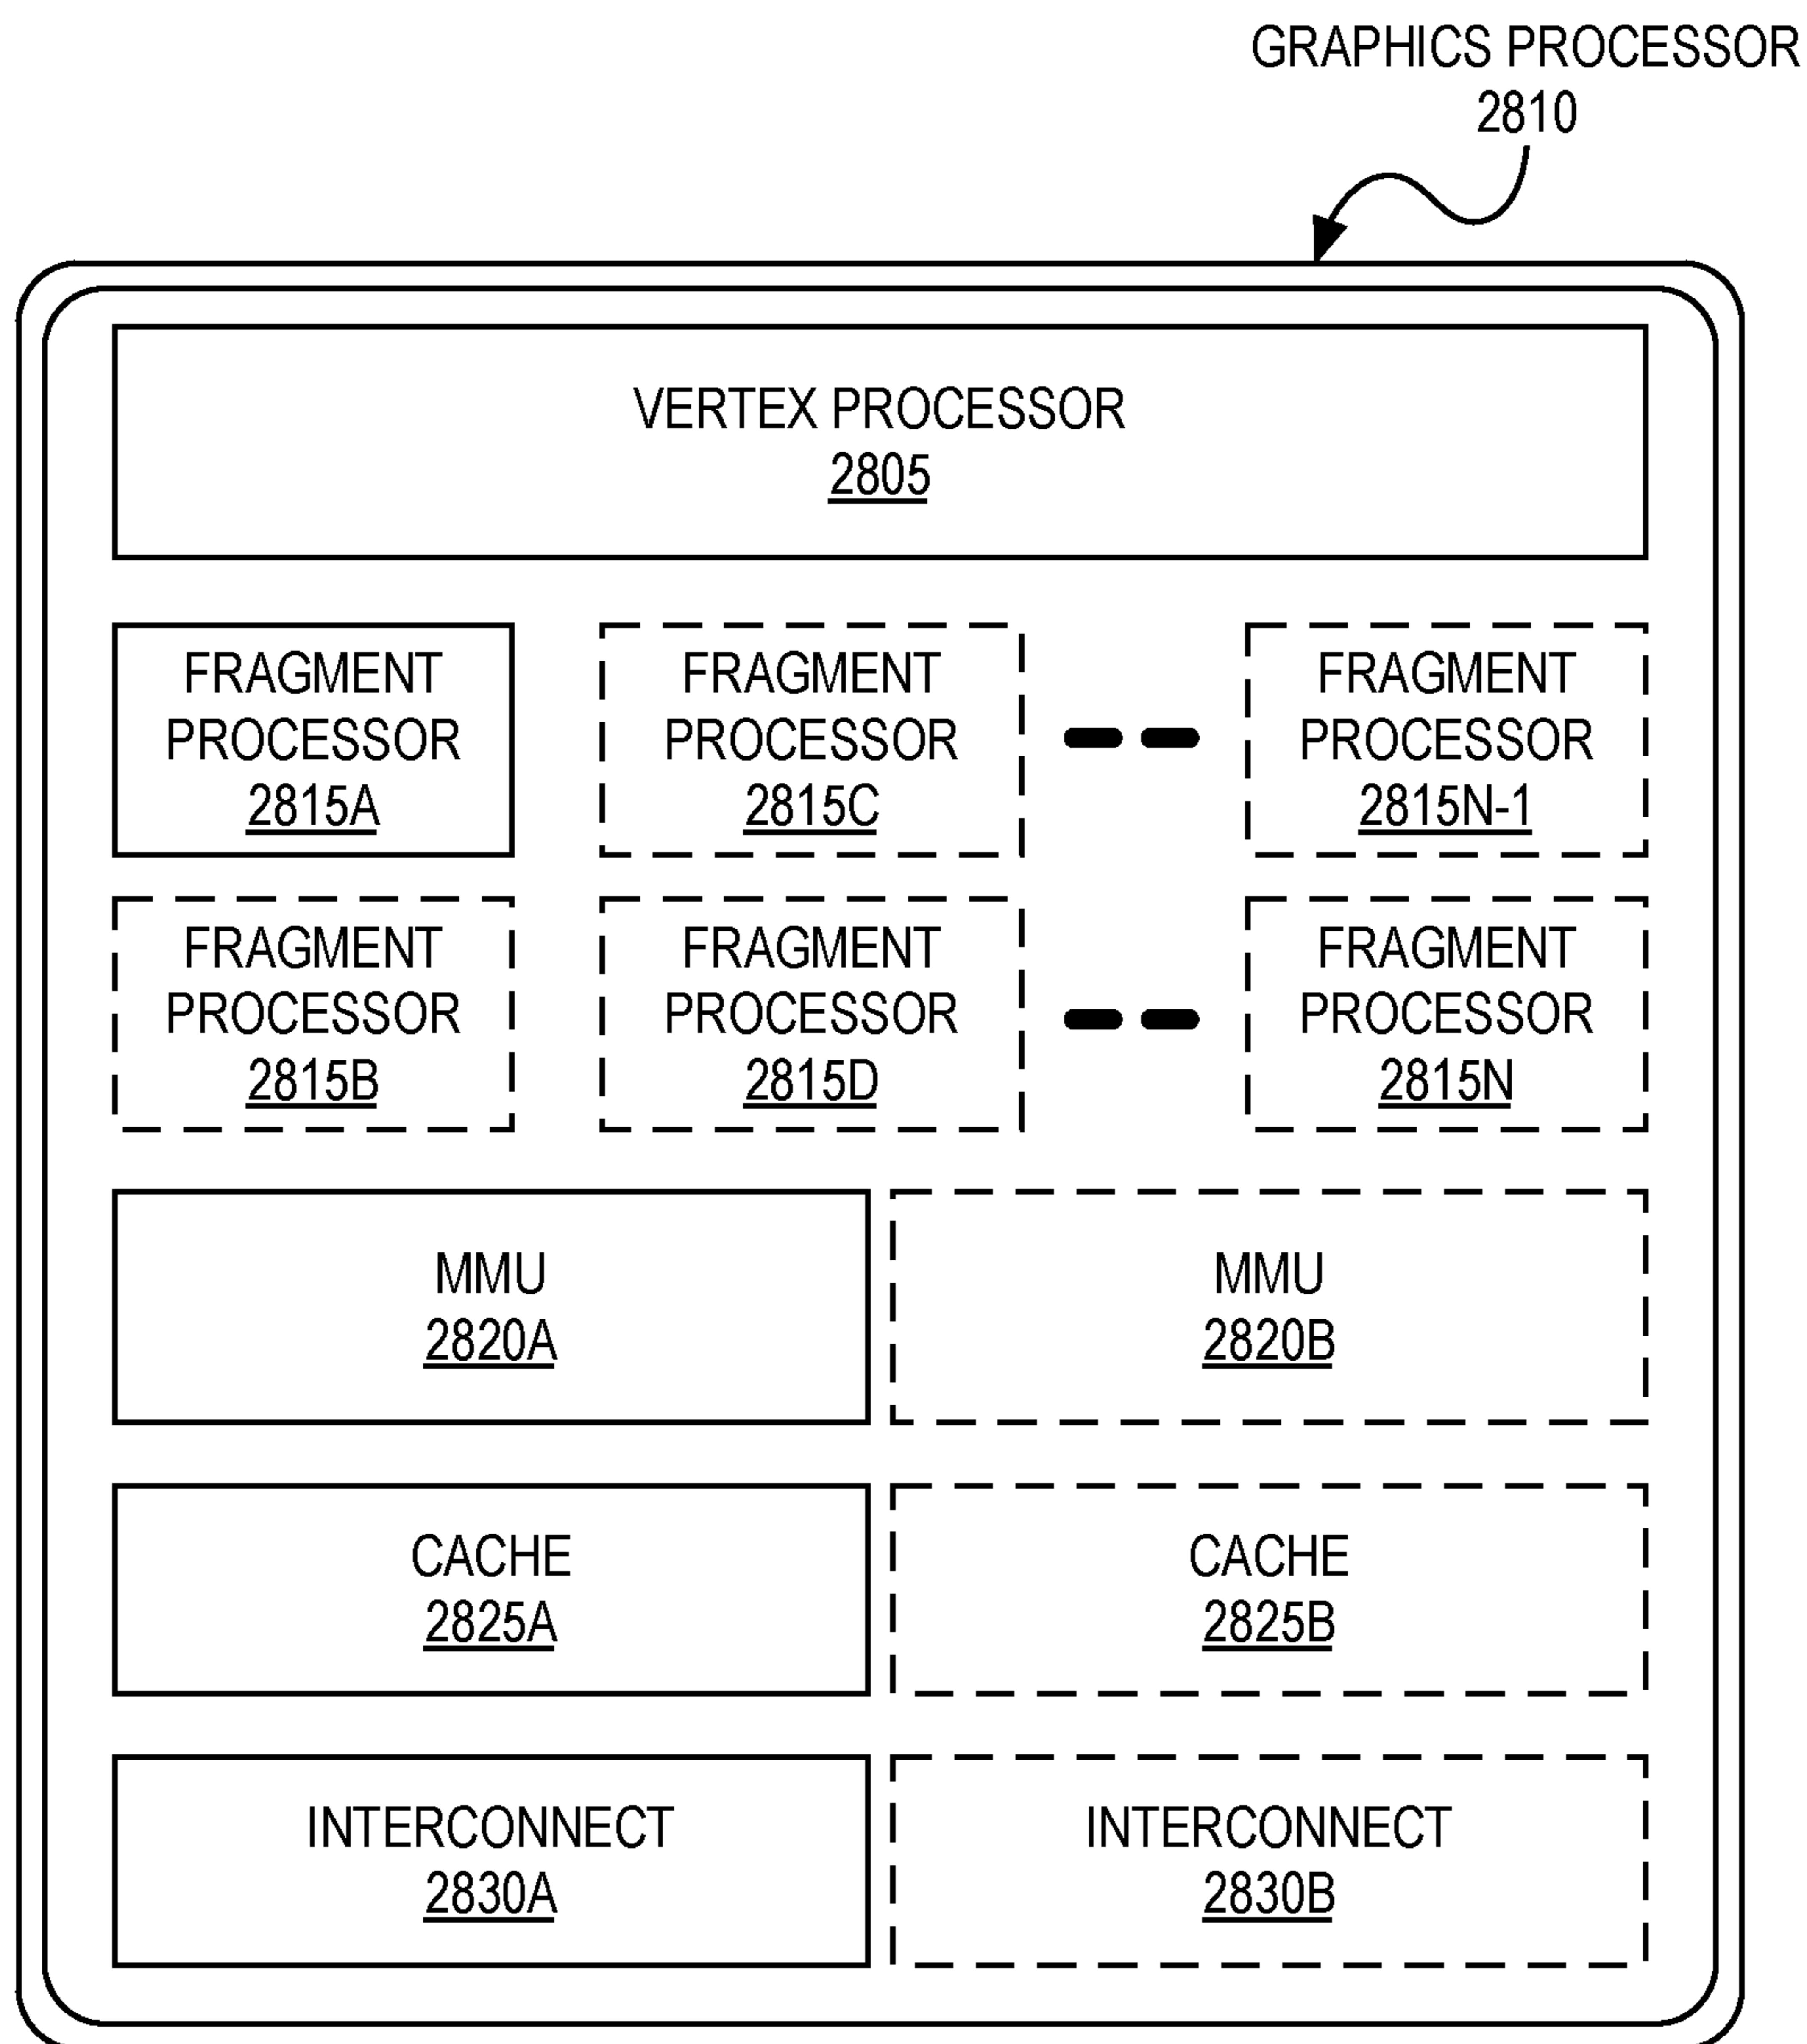 GRAPHICS PROCESSOR
2810
VERTEX PROCESSOR
2805
FRAGMENT
PROCESSOR
2815A
FRAGMENT
PROCESSOR
2815C
FRAGMENT
PROCESSOR
2815N-1
FRAGMENT
PROCESSOR
2815B
FRAGMENT
PROCESSOR
2815D
FRAGMENT
PROCESSOR
2815N
MMU
2820A
MMU
2820B
CACHE
2825A
CACHE
2825B
INTERCONNECT
2830A
INTERCONNECT
2830B